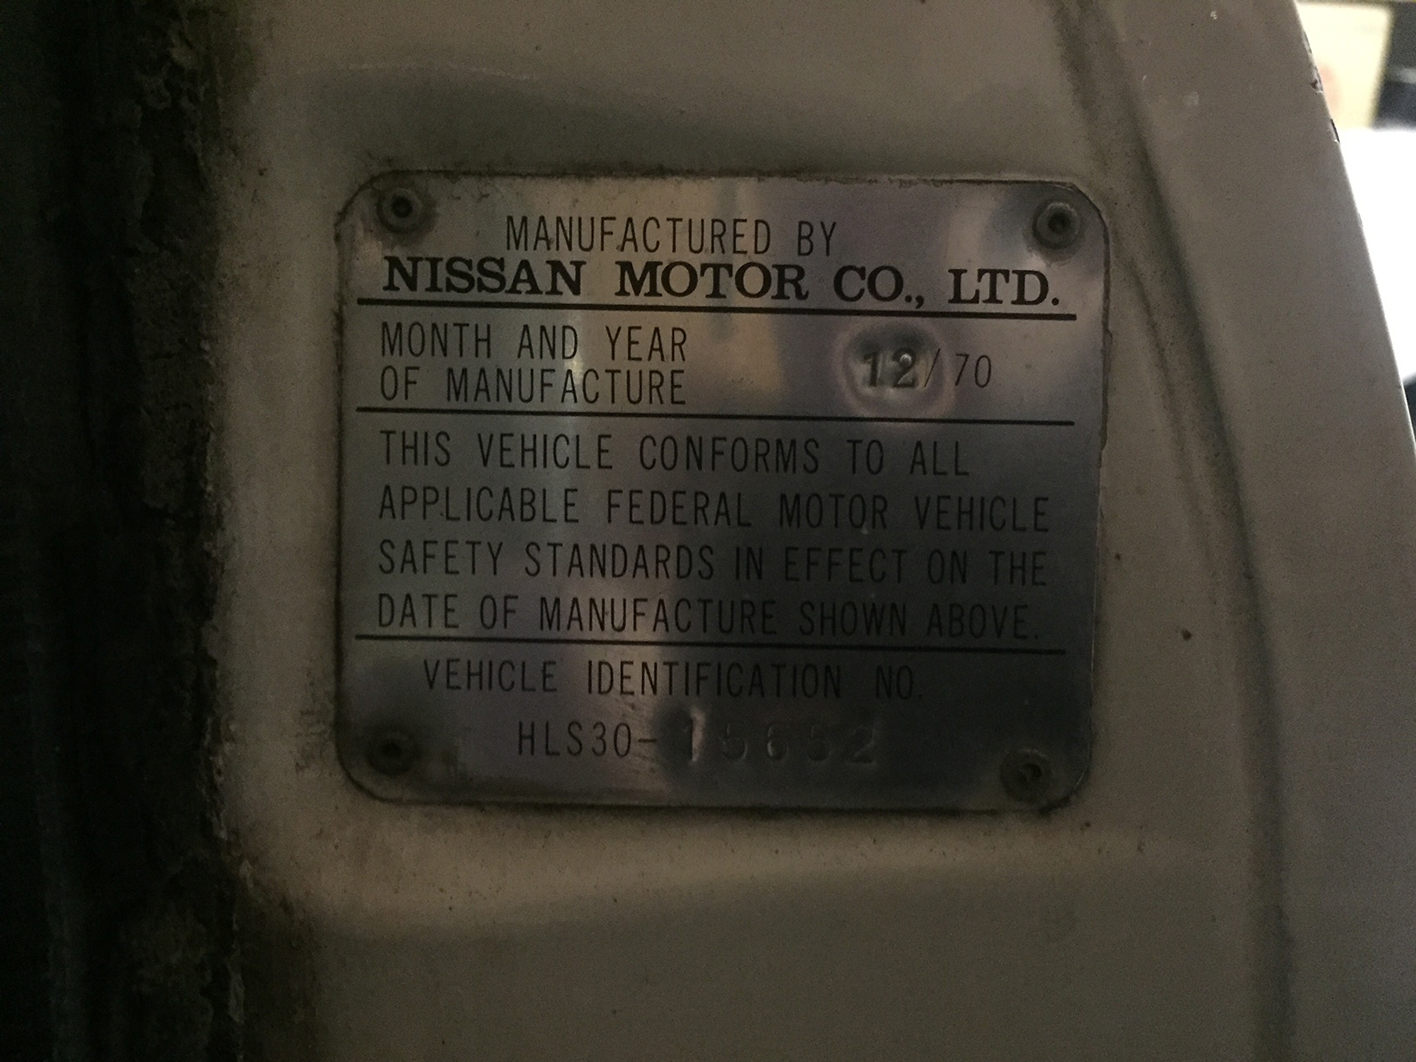 MANUFACTURED BY
NISSAN MOTOR CO., LTD.
MONTH AND YEAR
OF MANUFACTURE 12/70
THIS VEHICLE CONFORMS TO ALL
APPLICABLE FEDERAL MOTOR VEHICLE
SAFETY STANDARDS IN EFFECT ON THE
DATE OF MANUFACTURE SHOWN ABOVE.
VEHICLE IDENTIFICATION NO.
HLS30-15652